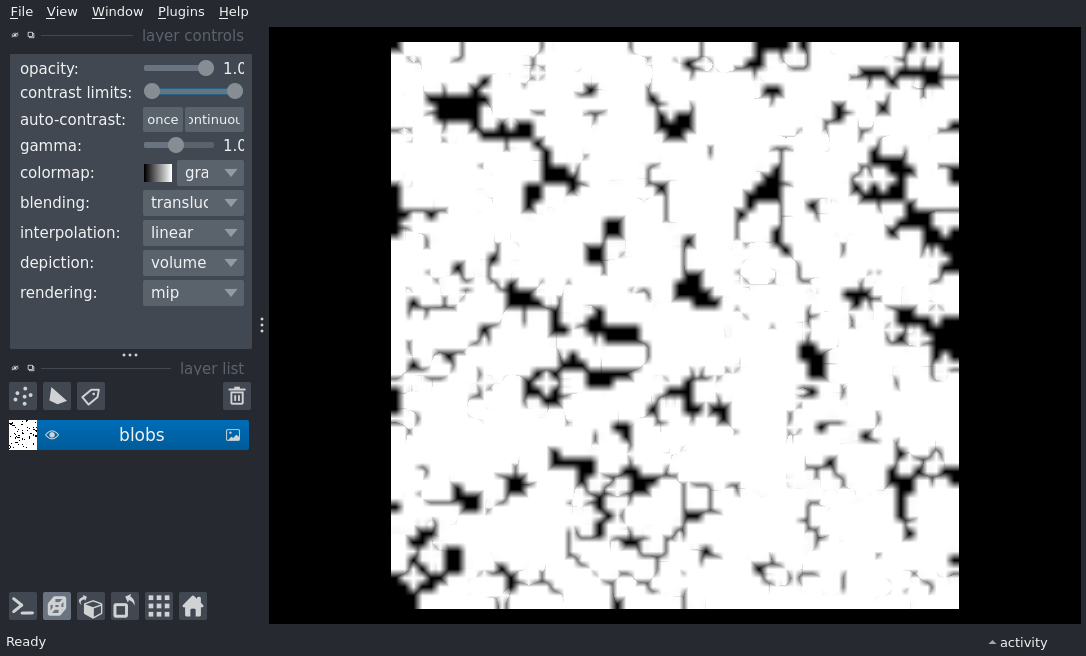 File View Window Plugins Help
layer controls
opacity: 1.0
contrast limits:
auto-contrast: once ontinuou
gamma: 1.0
colormap: gra
blending: transluc
interpolation: linear
depiction: volume
rendering: mip
layer list
blobs
Ready
activity